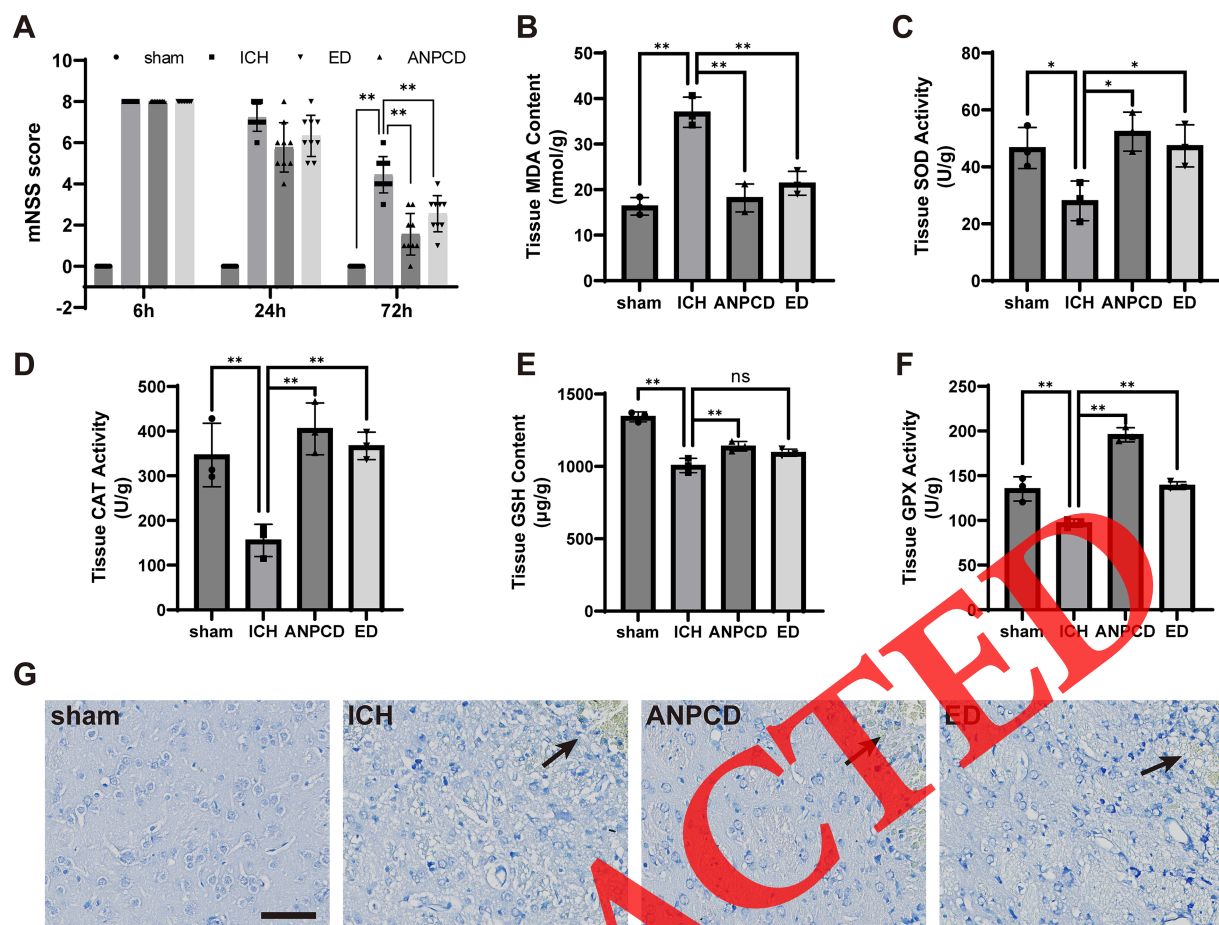 A
sham ICH ED ANPCD
mNSS score
10
8
6
4
2
0
-2
** ** **
6h 24h 72h
B
Tissue MDA Content
(nmol/g)
50
40
30
20
10
0
** ** **
sham ICH ANPCD ED
C
Tissue SOD Activity
(U/g)
80
60
40
20
0
* * *
sham ICH ANPCD ED
D
Tissue CAT Activity
(U/g)
500
400
300
200
100
0
** ** **
sham ICH ANPCD ED
E
Tissue GSH Content
(µg/g)
1500
1000
500
0
** ** ns
sham ICH ANPCD ED
F
Tissue GPX Activity
(U/g)
250
200
150
100
50
0
** ** **
sham ICH ANPCD ED
G
sham ICH ANPCD ED
ACTED